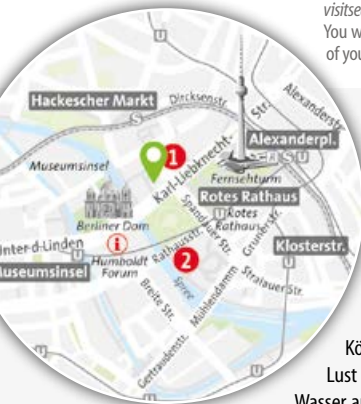 visitse
You w
of you
U
Hackescher Markt
Dircksenstr.
Alexanderstr.
S
1
Karl-Liebknecht-
Str.
Alexanderpl.
R S U
Museumsinsel
Fernsehturm
Rotes Rathaus
U Rotes
Rathaus
Spandauer Str.
Grunerstr.
Berliner Dom
Unter-d-Linden
i
Rathausstr.
2
Klosterstr.
Museumsinsel
Humboldt
Forum
Breite Str.
Spree
Mühlendamm
Stralauer Str.
Gertraudenstr.
U
U
Kö
Lust
Wasser a